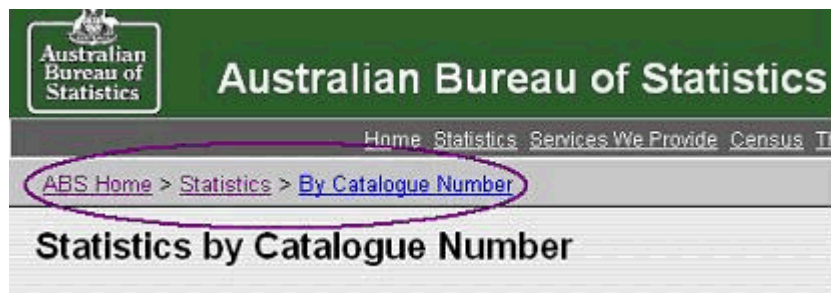 Australian
Bureau of
Statistics
Australian Bureau of Statistics
Home Statistics Services We Provide Census
ABS Home > Statistics > By Catalogue Number
Statistics by Catalogue Number